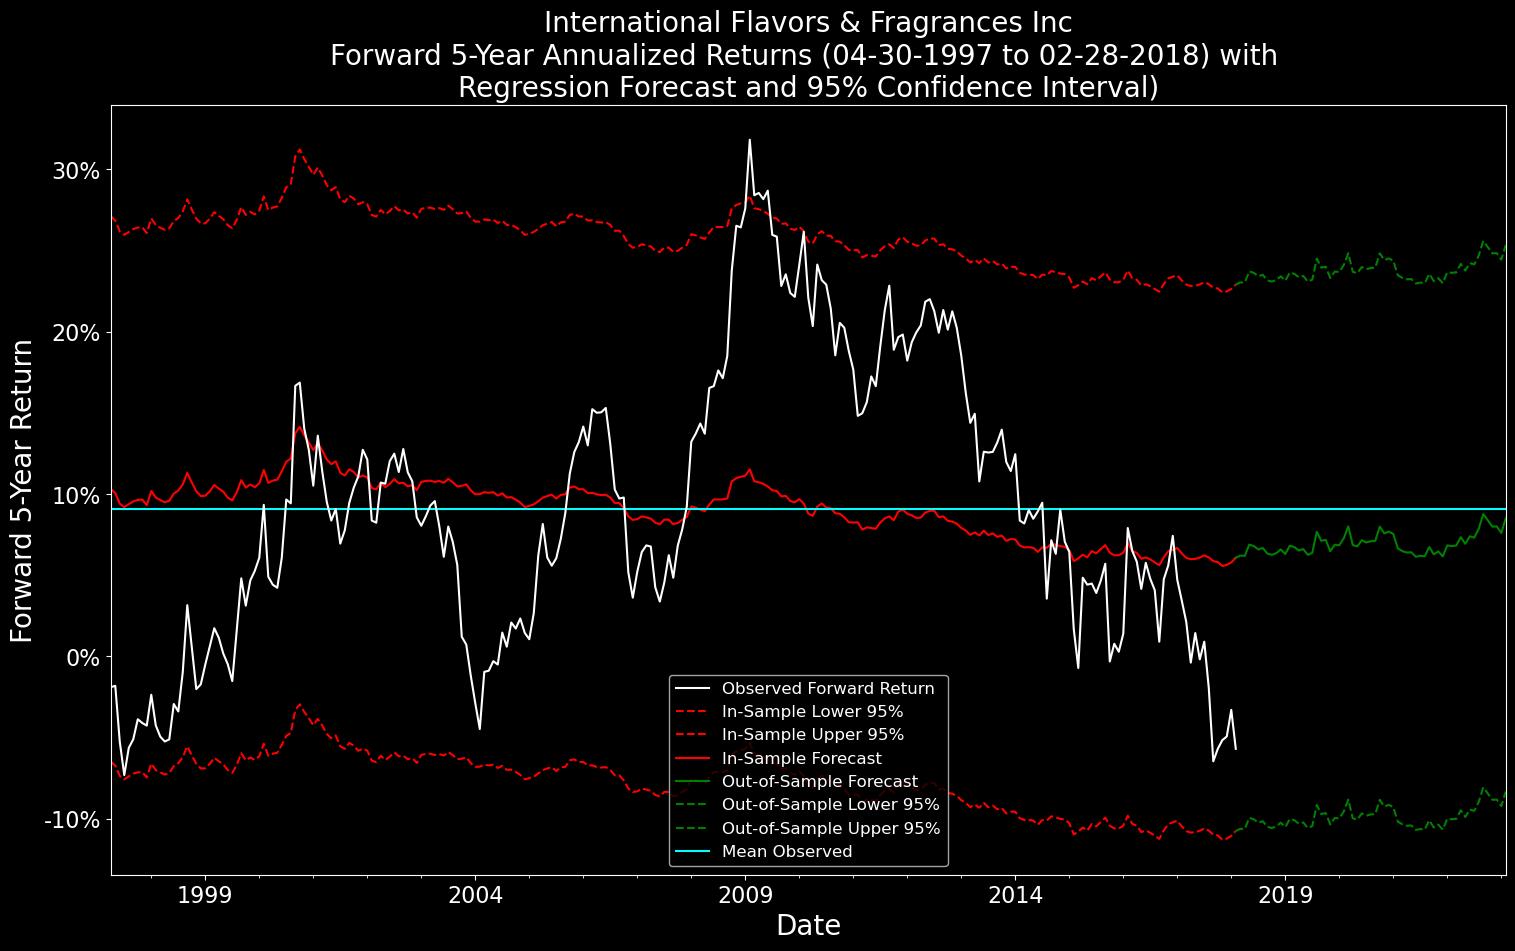 International Flavors & Fragrances Inc
Forward 5-Year Annualized Returns (04-30-1997 to 02-28-2018) with
Regression Forecast and 95% Confidence Interval)
Forward 5-Year Return
30%
20%
10%
0%
-10%
Observed Forward Return
In-Sample Lower 95%
In-Sample Upper 95%
In-Sample Forecast
Out-of-Sample Forecast
Out-of-Sample Lower 95%
Out-of-Sample Upper 95%
Mean Observed
1999 2004 2009 2014 2019
Date